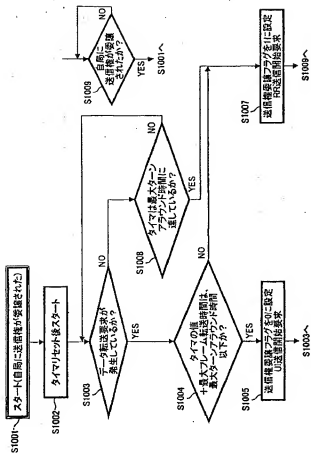 S1001
スタート(自局に送信権が委譲された)
S1002
タイマリセット後スタート
S1003
データ転送要求が
発生しているか?
NO
YES
S1008
タイマは最大ターン
アラウンド時間に
達しているか?
NO
YES
S1004
タイマの値
+最大フレーム転送時間は、
最大ターンアラウンド時間
以下か?
NO
YES
S1005
送信権委譲フラグを0に設定
UI送信開始要求
S1003へ
S1007
送信権委譲フラグを1に設定
RR送信開始要求
S1009へ
S1009
自局に
送信権が委譲
されたか?
NO
YES
S1001へ